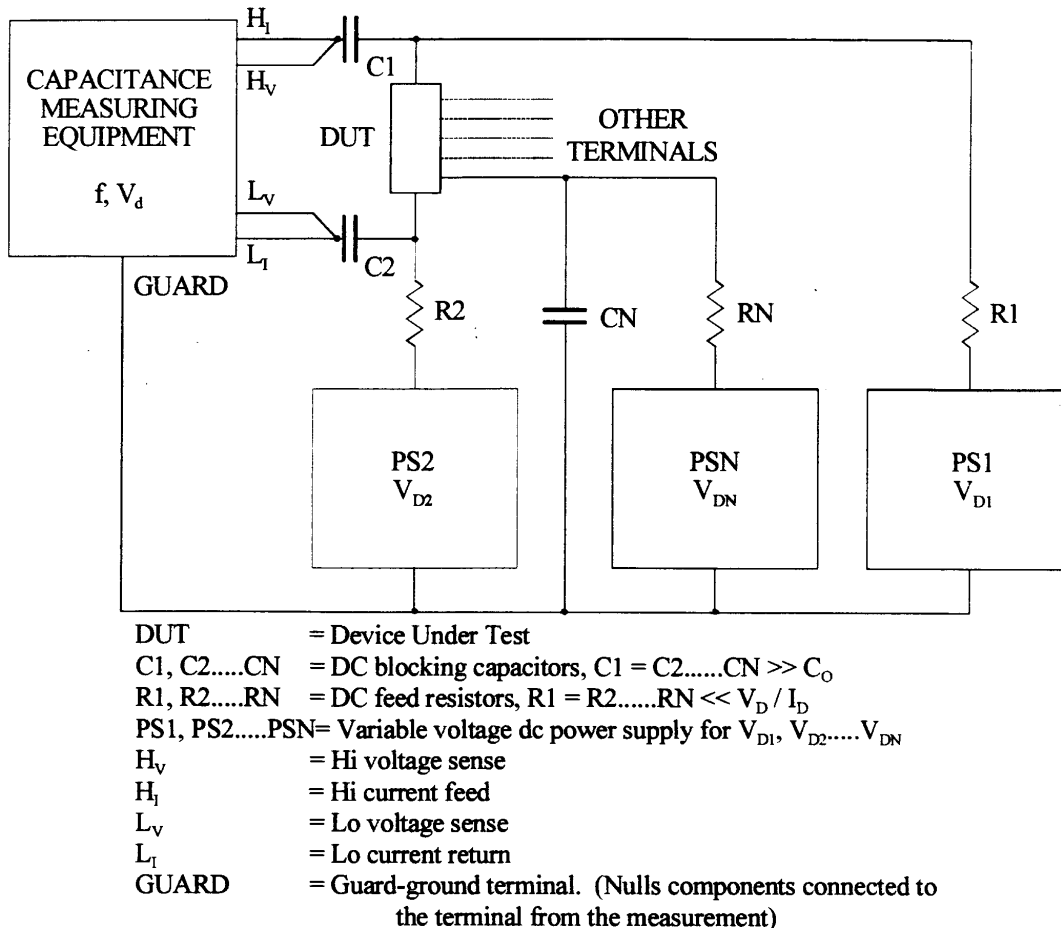 H_I
C1
H_V
CAPACITANCE
MEASURING
EQUIPMENT
f, V_d
DUT
OTHER
TERMINALS
L_V
L_I
C2
GUARD
R2
CN
RN
R1
PS2
V_D2
PSN
V_DN
PS1
V_D1
DUT = Device Under Test
C1, C2.....CN = DC blocking capacitors, C1 = C2......CN >> C_O
R1, R2.....RN = DC feed resistors, R1 = R2......RN << V_D / I_D
PS1, PS2.....PSN= Variable voltage dc power supply for V_D1, V_D2.....V_DN
H_V = Hi voltage sense
H_I = Hi current feed
L_V = Lo voltage sense
L_I = Lo current return
GUARD = Guard-ground terminal. (Nulls components connected to
the terminal from the measurement)